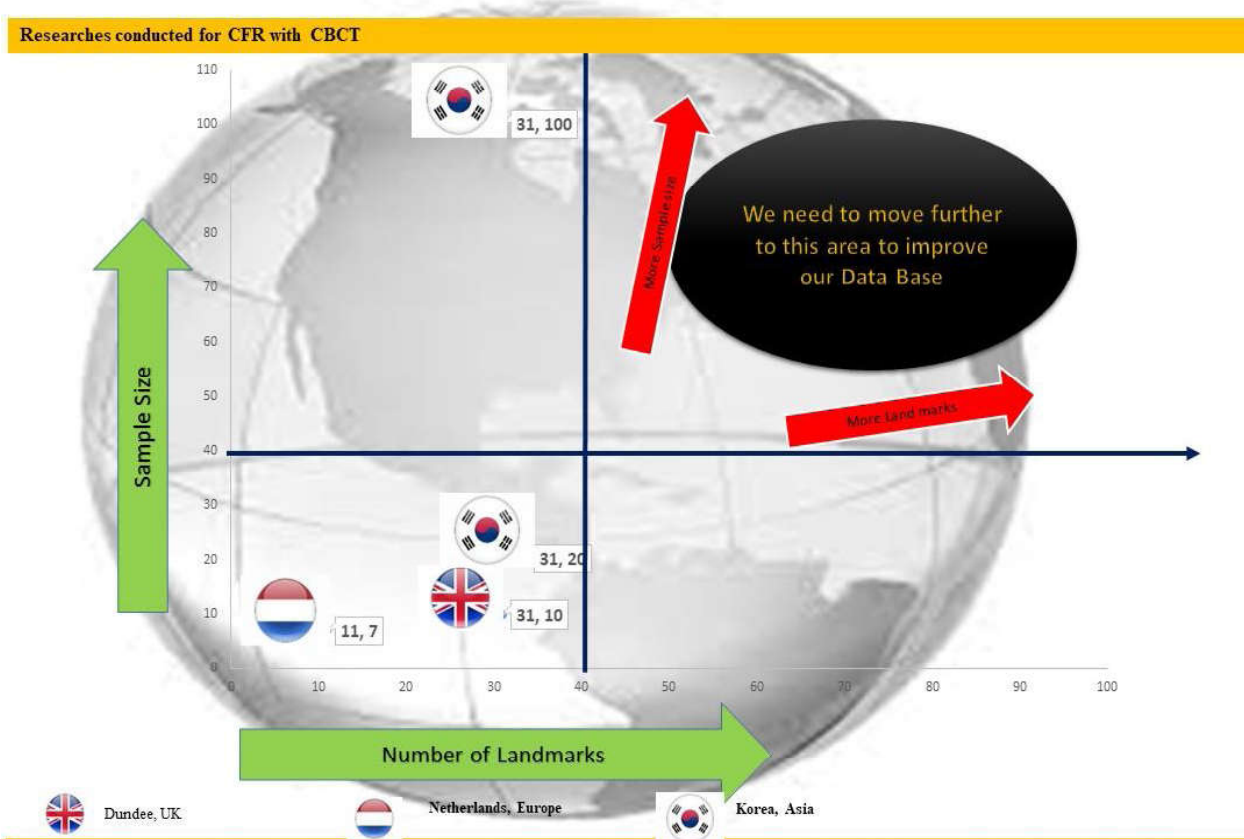 Researches conducted for CFR with CBCT
110
100
90
80
70
60
50
40
30
20
10
0
0 10 20 30 40 50 60 70 80 90 100
31, 100
31, 20
31, 10
11, 7
Sample Size
Number of Landmarks
More Samplesize
More Land marks
We need to move further
to this area to improve
our Data Base
Dundee, UK
Netherlands, Europe
Korea, Asia